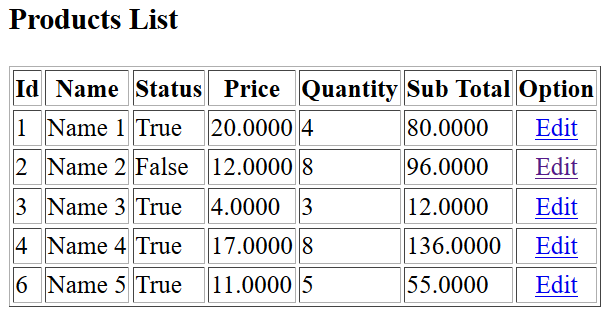 Products List
Id Name Status Price Quantity Sub Total Option
1 Name 1 True 20.0000 4 80.0000 Edit
2 Name 2 False 12.0000 8 96.0000 Edit
3 Name 3 True 4.0000 3 12.0000 Edit
4 Name 4 True 17.0000 8 136.0000 Edit
6 Name 5 True 11.0000 5 55.0000 Edit